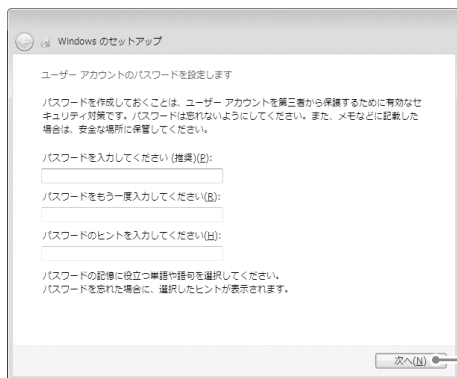 Windows のセットアップ
ユーザー アカウントのパスワードを設定します
パスワードを作成しておくことは、ユーザー アカウントを第三者から保護するために有効なセ
キュリティ対策です。パスワードは忘れないようにしてください。また、メモなどに記載した
場合は、安全な場所に保管してください。
パスワードを入力してください (推奨)(P):
パスワードをもう一度入力してください(R):
パスワードのヒントを入力してください(H):
パスワードの記憶に役立つ単語や語句を選択してください。
パスワードを忘れた場合に、選択したヒントが表示されます。
次へ(N)